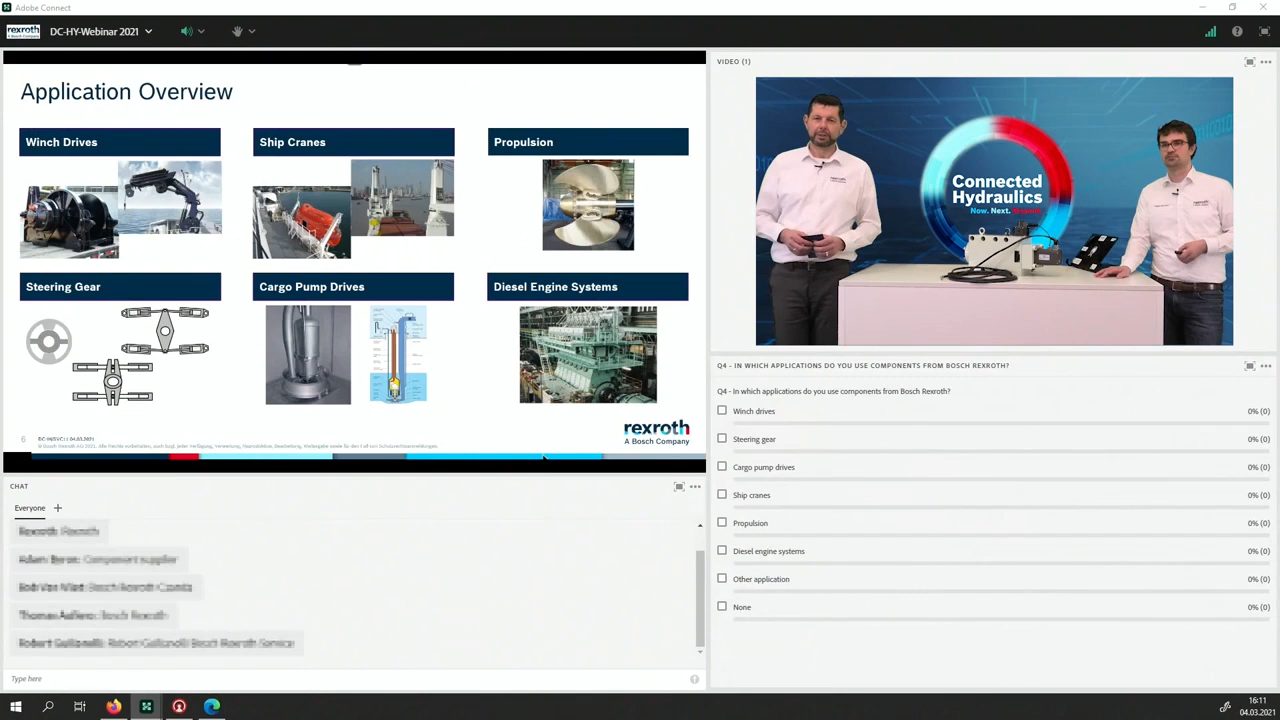 Adobe Connect
rexroth
A Bosch Company
DC-HY-Webinar 2021
Application Overview
Winch Drives
Ship Cranes
Propulsion
Steering Gear
Cargo Pump Drives
Diesel Engine Systems
6
rexroth
A Bosch Company
VIDEO (1)
Connected
Hydraulics
Now. Next.
Q4 - IN WHICH APPLICATIONS DO YOU USE COMPONENTS FROM BOSCH REXROTH?
Q4 - In which applications do you use components from Bosch Rexroth?
Winch drives 0% (0)
Steering gear 0% (0)
Cargo pump drives 0% (0)
Ship cranes 0% (0)
Propulsion 0% (0)
Diesel engine systems 0% (0)
Other application 0% (0)
None 0% (0)
CHAT
Everyone
Type here
16:11
04.03.2021